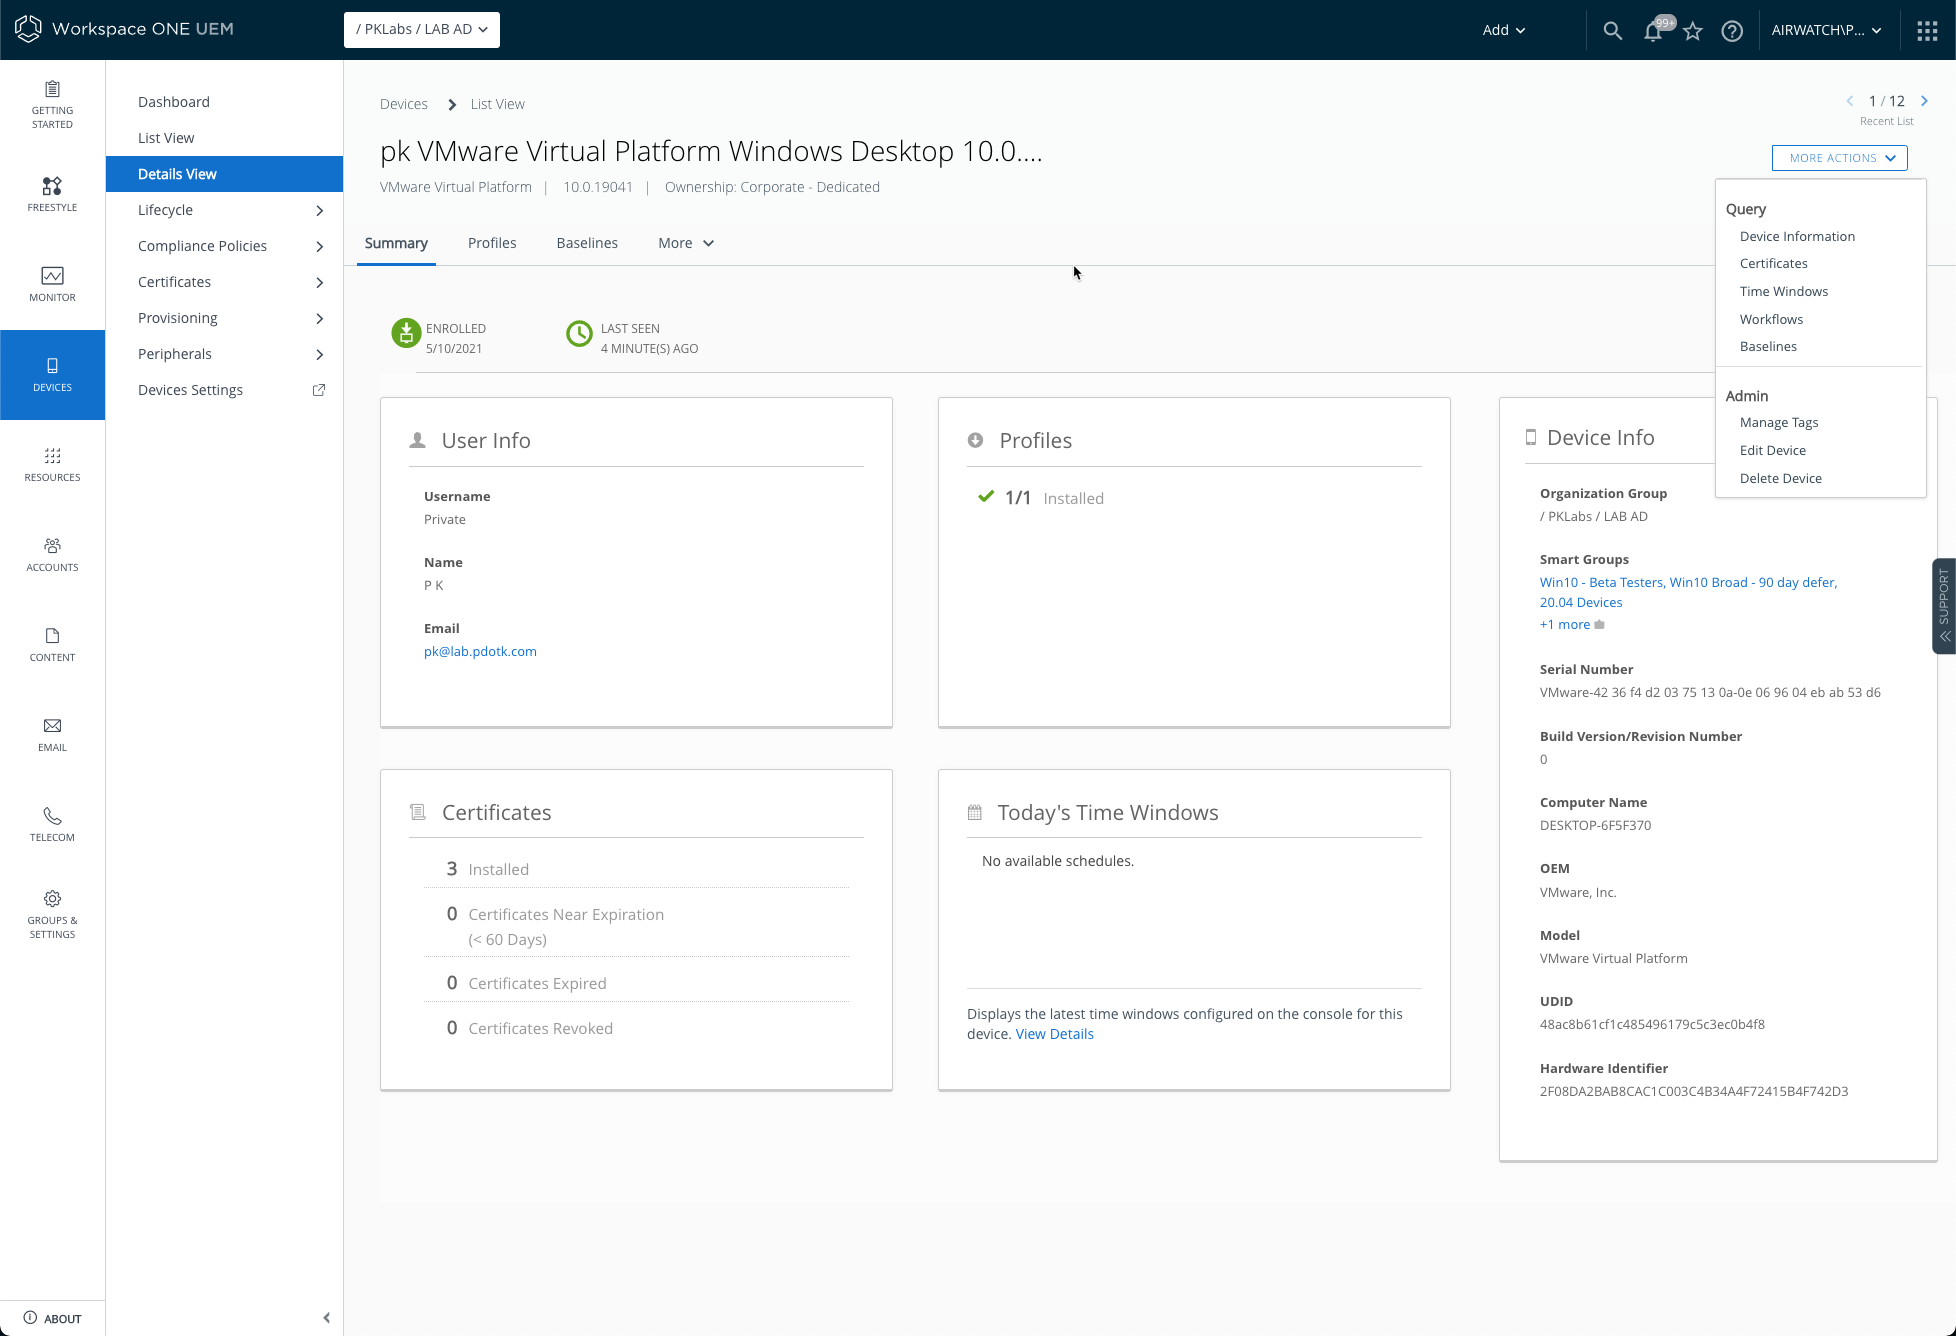 Workspace ONE UEM
/ PKLabs / LAB AD
Add
99+
AIRWATCH\P...
GETTING
STARTED
FREESTYLE
MONITOR
DEVICES
RESOURCES
ACCOUNTS
CONTENT
EMAIL
TELECOM
GROUPS &
SETTINGS
ABOUT
Dashboard
List View
Details View
Lifecycle
Compliance Policies
Certificates
Provisioning
Peripherals
Devices Settings
Devices > List View
1 / 12
Recent List
pk VMware Virtual Platform Windows Desktop 10.0....
VMware Virtual Platform | 10.0.19041 | Ownership: Corporate - Dedicated
MORE ACTIONS
Summary Profiles Baselines More
Query
Device Information
Certificates
Time Windows
Workflows
Baselines
Admin
Manage Tags
Edit Device
Delete Device
ENROLLED
5/10/2021
LAST SEEN
4 MINUTE(S) AGO
User Info
Username
Private
Name
P K
Email
pk@lab.pdotk.com
Profiles
1/1 Installed
Certificates
3 Installed
0 Certificates Near Expiration
(< 60 Days)
0 Certificates Expired
0 Certificates Revoked
Today's Time Windows
No available schedules.
Displays the latest time windows configured on the console for this
device. View Details
Device Info
Organization Group
/ PKLabs / LAB AD
Smart Groups
Win10 - Beta Testers, Win10 Broad - 90 day defer,
20.04 Devices
+1 more
Serial Number
VMware-42 36 f4 d2 03 75 13 0a-0e 06 96 04 eb ab 53 d6
Build Version/Revision Number
0
Computer Name
DESKTOP-6F5F370
OEM
VMware, Inc.
Model
VMware Virtual Platform
UDID
48ac8b61cf1c485496179c5c3ec0b4f8
Hardware Identifier
2F08DA2BAB8CAC1C003C4B34A4F72415B4F742D3
SUPPORT